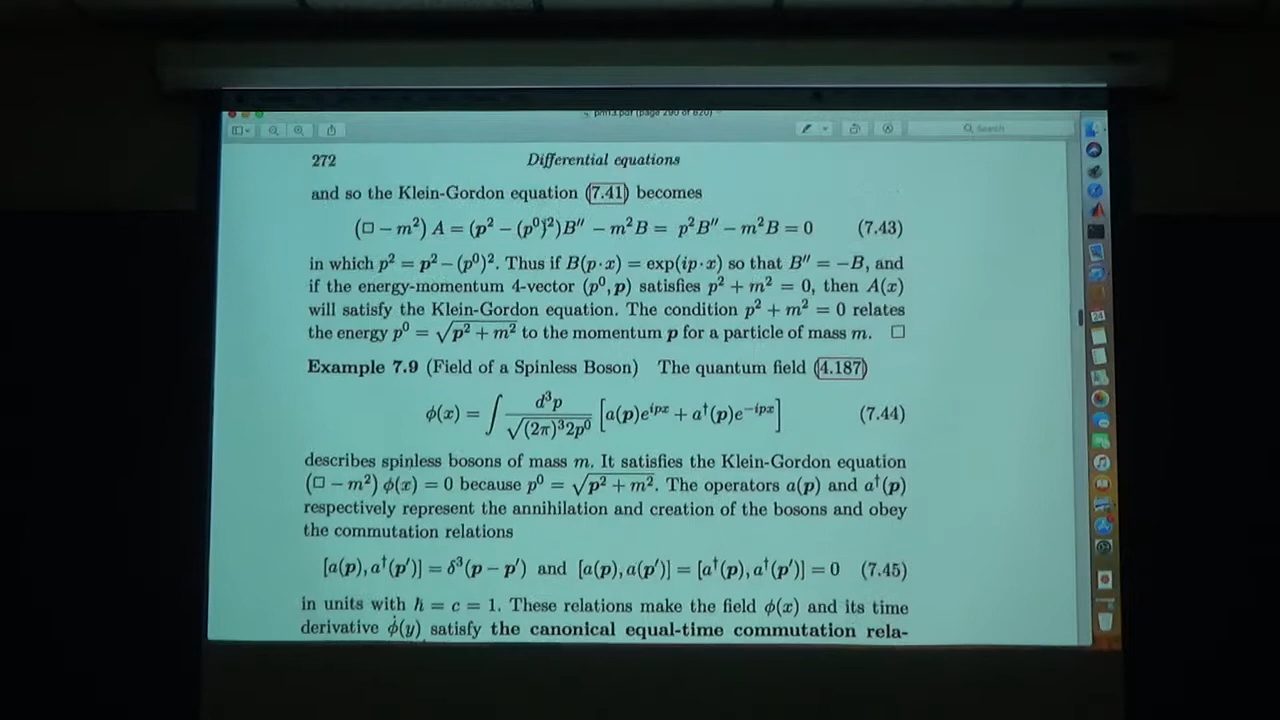 pm13.pdf (page 290 of 820)
Search
272 Differential equations
and so the Klein-Gordon equation (7.41) becomes
(□ − m²) A = (𝒑² − (p⁰)²)B″ − m²B = p²B″ − m²B = 0 (7.43)
in which p² = 𝒑² − (p⁰)². Thus if B(p·x) = exp(ip·x) so that B″ = −B, and
if the energy-momentum 4-vector (p⁰, 𝒑) satisfies p² + m² = 0, then A(x)
will satisfy the Klein-Gordon equation. The condition p² + m² = 0 relates
the energy p⁰ = √(𝒑² + m²) to the momentum 𝒑 for a particle of mass m. □
Example 7.9 (Field of a Spinless Boson) The quantum field (4.187)
ϕ(x) = ∫ d³p / √((2π)³2p⁰) [a(𝒑)e^{ipx} + a†(𝒑)e^{−ipx}] (7.44)
describes spinless bosons of mass m. It satisfies the Klein-Gordon equation
(□ − m²) ϕ(x) = 0 because p⁰ = √(𝒑² + m²). The operators a(𝒑) and a†(𝒑)
respectively represent the annihilation and creation of the bosons and obey
the commutation relations
[a(𝒑), a†(𝒑′)] = δ³(𝒑 − 𝒑′) and [a(𝒑), a(𝒑′)] = [a†(𝒑), a†(𝒑′)] = 0 (7.45)
in units with ℏ = c = 1. These relations make the field ϕ(x) and its time
derivative ϕ̇(y) satisfy the canonical equal-time commutation rela-